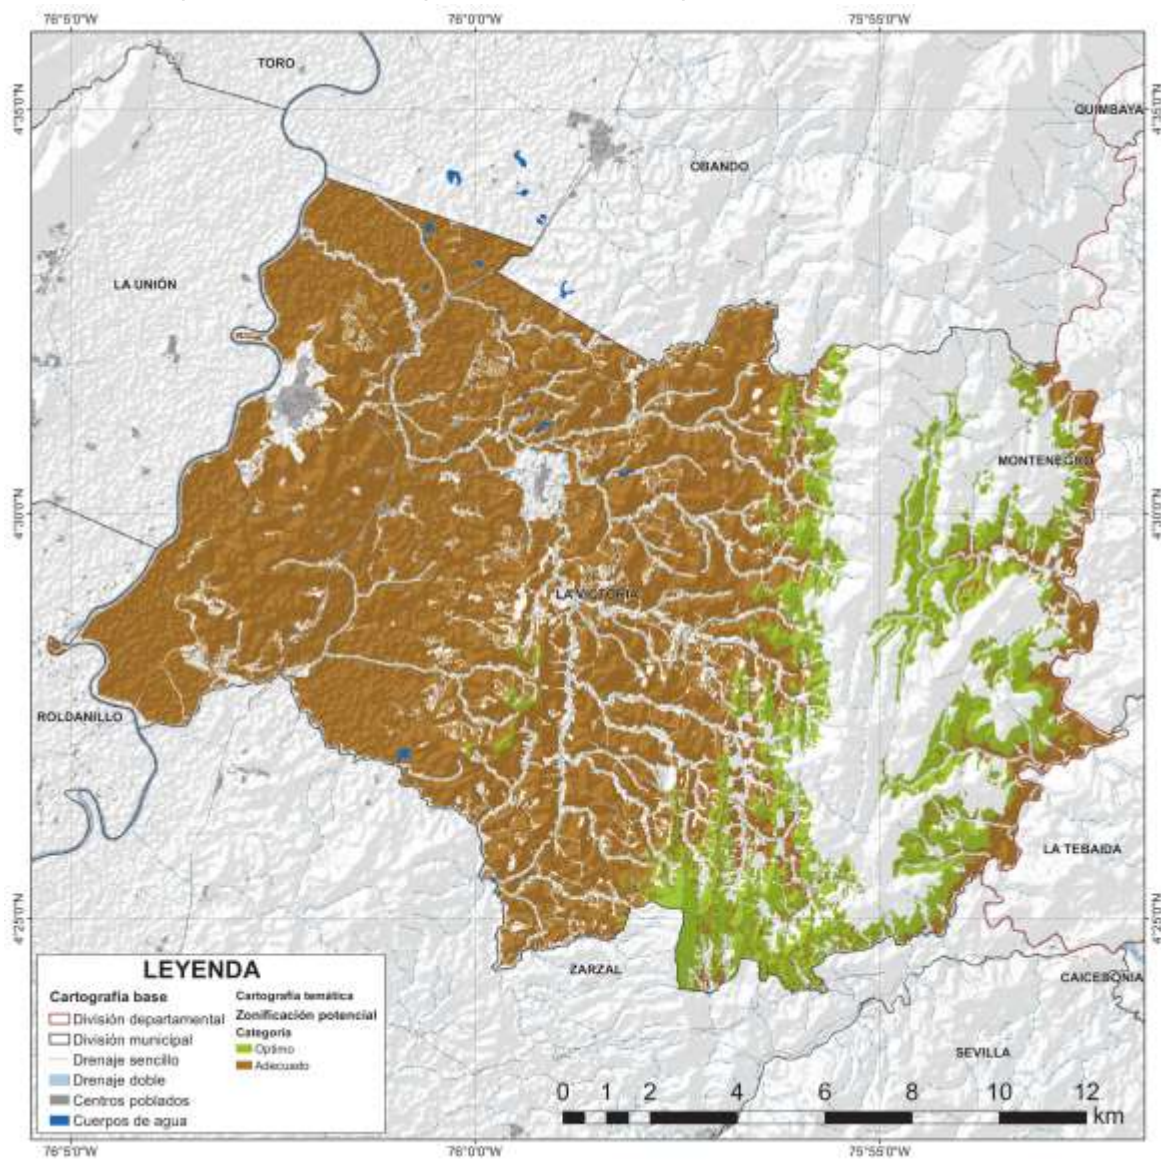 76°5'0"W
76°0'0"W
75°55'0"W
TORO
4°35'0"N
QUIMBAYA
4°35'0"N
OBANDO
LA UNIÓN
MONTENEGRO
4°30'0"N
4°30'0"N
LA VICTORIA
ROLDANILLO
LA TEBAIDA
4°25'0"N
4°25'0"N
ZARZAL
CAICEDONIA
SEVILLA
LEYENDA
Cartografía base
División departamental
División municipal
Drenaje sencillo
Drenaje doble
Centros poblados
Cuerpos de agua
Cartografía temática
Zonificación potencial
Categoría
Optimo
Adecuado
0 1 2 4 6 8 10 12
km
76°5'0"W
76°0'0"W
75°55'0"W